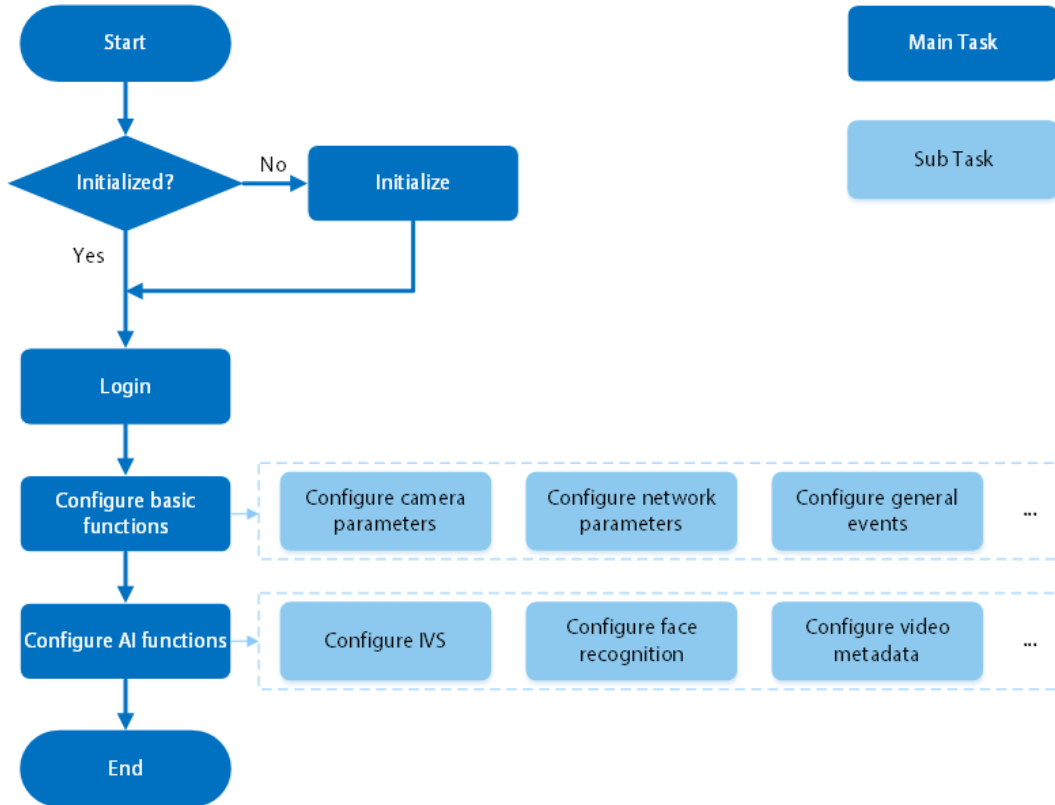 Start
Main Task
Sub Task
Initialized?
No
Initialize
Yes
Login
Configure basic
functions
Configure camera
parameters
Configure network
parameters
Configure general
events
...
Configure AI functions
Configure IVS
Configure face
recognition
Configure video
metadata
...
End